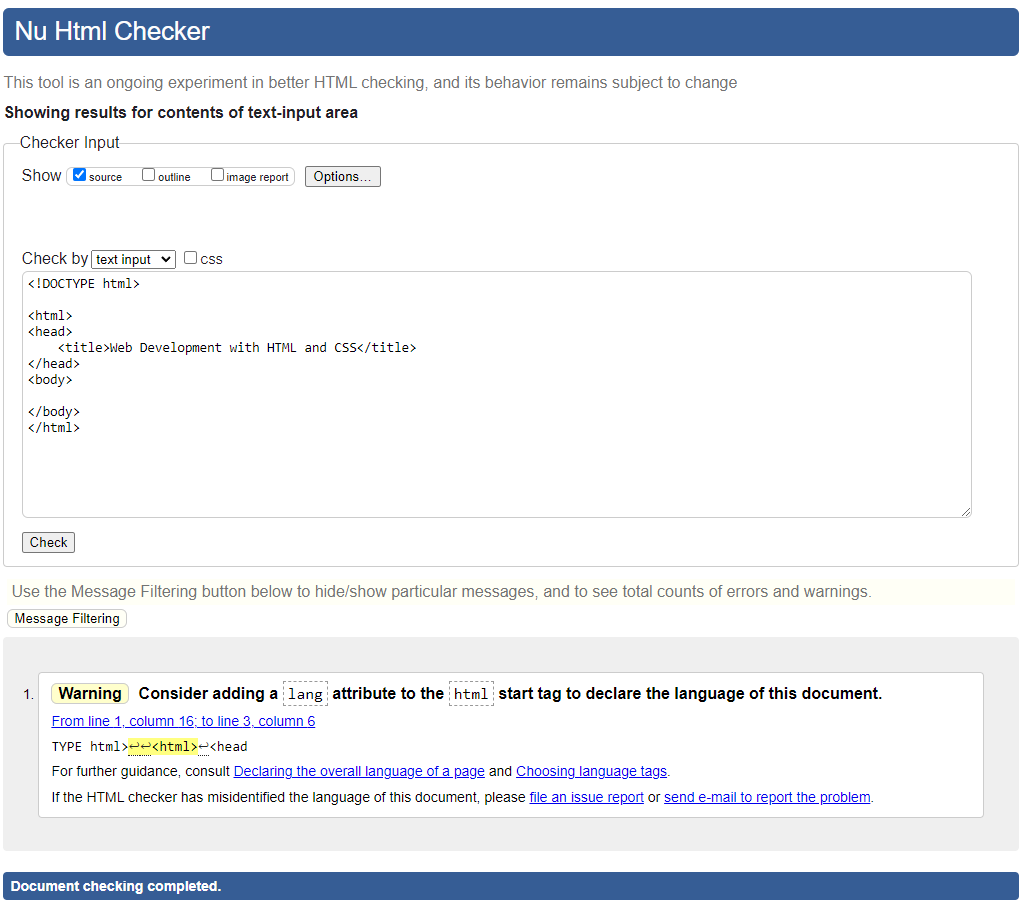 Nu Html Checker
This tool is an ongoing experiment in better HTML checking, and its behavior remains subject to change
Showing results for contents of text-input area
Checker Input
Show source outline image report Options...
Check by text input css
<!DOCTYPE html>
<html>
<head>
    <title>Web Development with HTML and CSS</title>
</head>
<body>
</body>
</html>
Check
Use the Message Filtering button below to hide/show particular messages, and to see total counts of errors and warnings.
Message Filtering
1. Warning Consider adding a lang attribute to the html start tag to declare the language of this document.
From line 1, column 16; to line 3, column 6
TYPE html>↩↩<html>↩<head
For further guidance, consult Declaring the overall language of a page and Choosing language tags.
If the HTML checker has misidentified the language of this document, please file an issue report or send e-mail to report the problem.
Document checking completed.